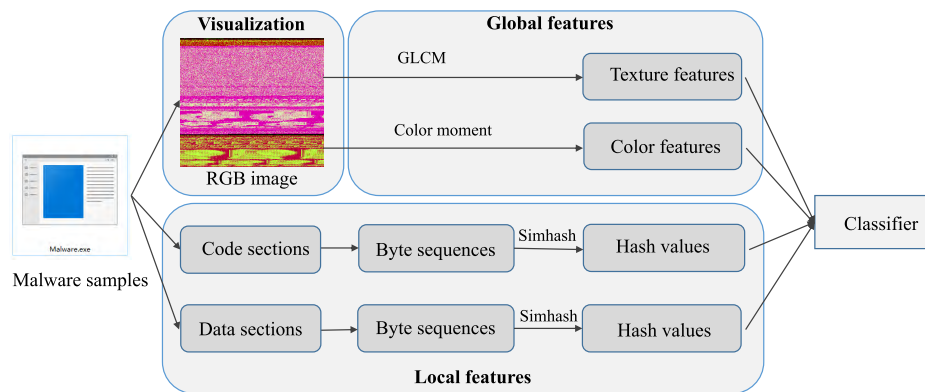 Visualization
Global features
GLCM
Texture features
Color moment
Color features
RGB image
Malware.exe
Malware samples
Classifier
Code sections
Byte sequences
Simhash
Hash values
Data sections
Byte sequences
Simhash
Hash values
Local features